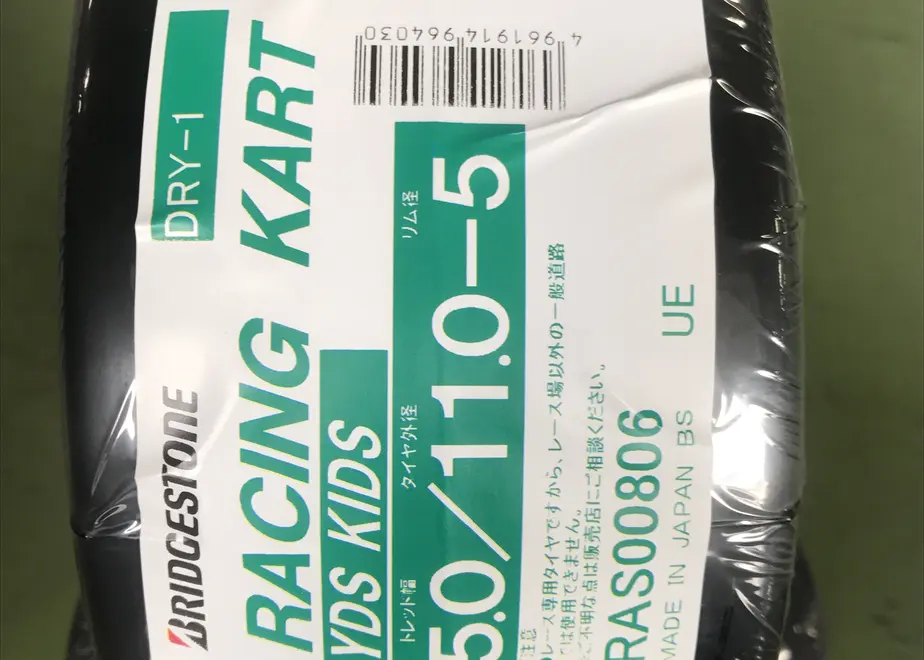 BRIDGESTONE
DRY-1
RACING KART
YDS KIDS
4 961914 964030
トレッド幅 タイヤ外径 リム径
5.0/11.0-5
注意
レース専用タイヤですから、レース場以外の一般道路
では使用できません。
ご不明な点は販売店にご相談ください。
RAS00806 UE
MADE IN JAPAN BS